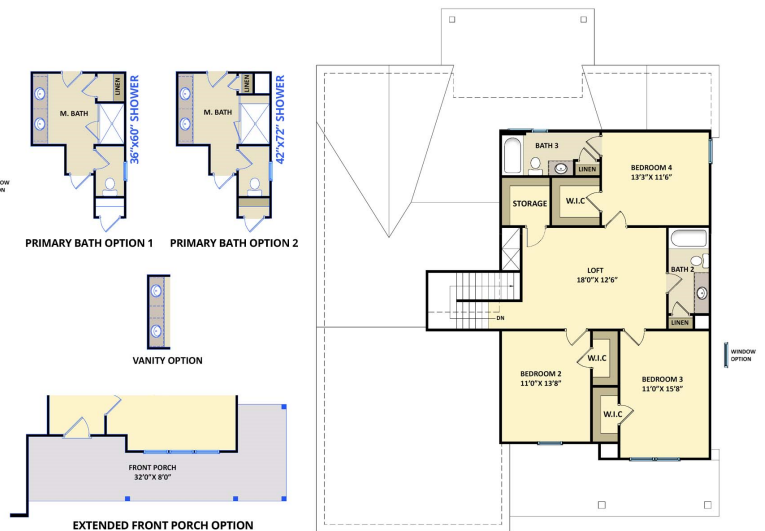 LINEN
M. BATH
36"x60" SHOWER
PRIMARY BATH OPTION 1
LINEN
M. BATH
42"x72" SHOWER
PRIMARY BATH OPTION 2
VANITY OPTION
FRONT PORCH
32'0"X 8'0"
EXTENDED FRONT PORCH OPTION
BATH 3
LINEN
BEDROOM 4
13'3"X 11'6"
STORAGE
W.I.C
LOFT
18'0"X 12'6"
BATH 2
LINEN
DN
BEDROOM 2
11'0"X 13'8"
W.I.C
W.I.C
BEDROOM 3
11'0"X 15'8"
WINDOW
OPTION